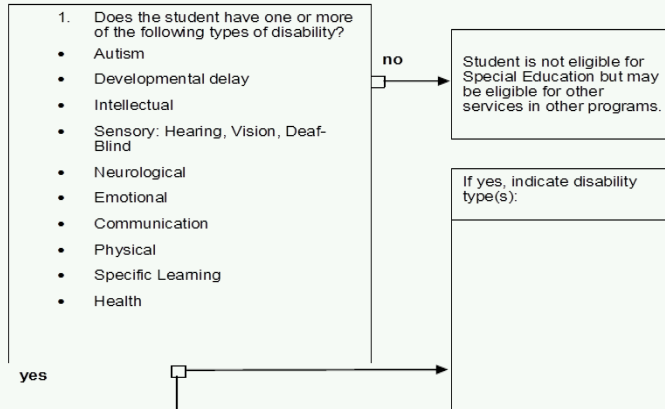 1. Does the student have one or more
of the following types of disability?
• Autism
• Developmental delay
• Intellectual
• Sensory: Hearing, Vision, Deaf-
Blind
• Neurological
• Emotional
• Communication
• Physical
• Specific Learning
• Health
no
Student is not eligible for
Special Education but may
be eligible for other
services in other programs.
If yes, indicate disability
type(s):
yes